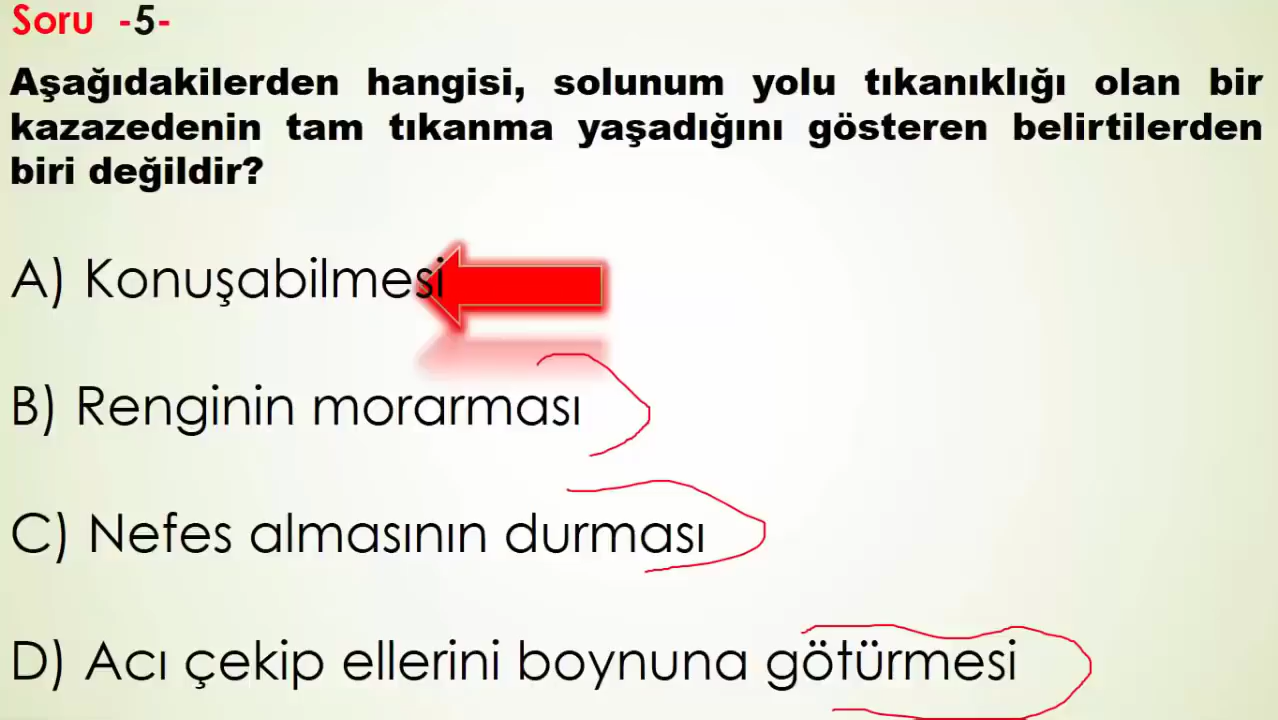 Soru -5-
Aşağıdakilerden hangisi, solunum yolu tıkanıklığı olan bir
kazazedenin tam tıkanma yaşadığını gösteren belirtilerden
biri değildir?
A) Konuşabilmesi
B) Renginin morarması
C) Nefes almasının durması
D) Acı çekip ellerini boynuna götürmesi